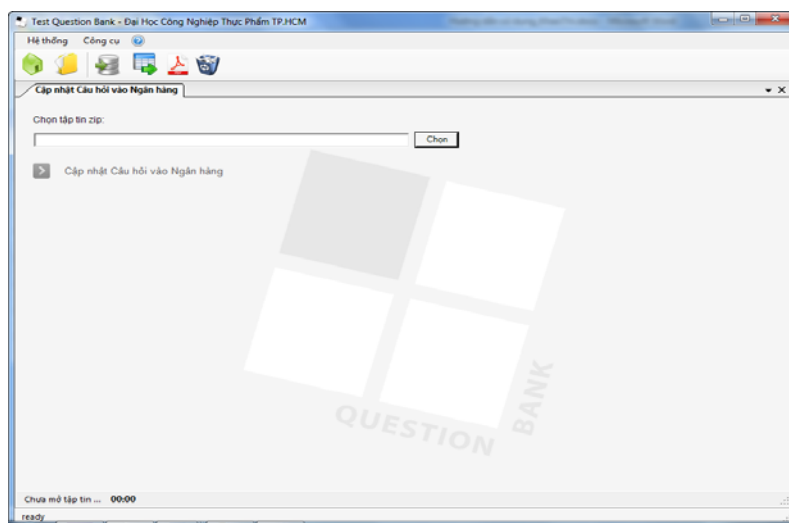 Test Question Bank - Đại Học Công Nghiệp Thực Phẩm TP.HCM
Hệ thống Công cụ
Cập nhật Câu hỏi vào Ngân hàng
Chọn tập tin zip:
Chọn
Cập nhật Câu hỏi vào Ngân hàng
QUESTION
BANK
Chưa mở tập tin ... 00:00
ready